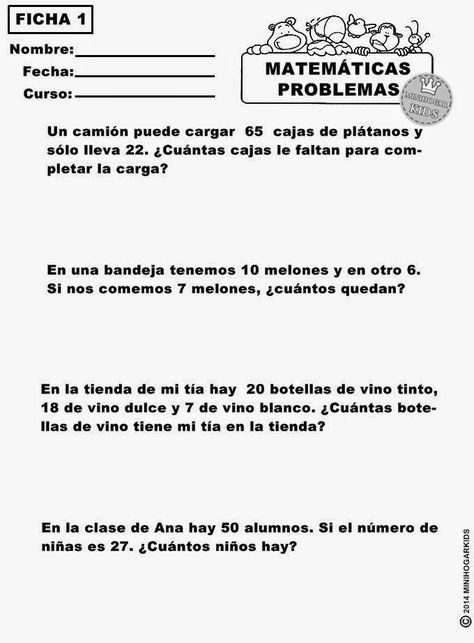 FICHA 1
Nombre:
Fecha:
Curso:
MATEMÁTICAS
PROBLEMAS
MINIHOGAR
KIDS
Un camión puede cargar 65 cajas de plátanos y
sólo lleva 22. ¿Cuántas cajas le faltan para com-
pletar la carga?
En una bandeja tenemos 10 melones y en otro 6.
Si nos comemos 7 melones, ¿cuántos quedan?
En la tienda de mi tía hay 20 botellas de vino tinto,
18 de vino dulce y 7 de vino blanco. ¿Cuántas bote-
llas de vino tiene mi tía en la tienda?
En la clase de Ana hay 50 alumnos. Si el número de
niñas es 27. ¿Cuántos niños hay?
© 2014 MINIHOGARKIDS